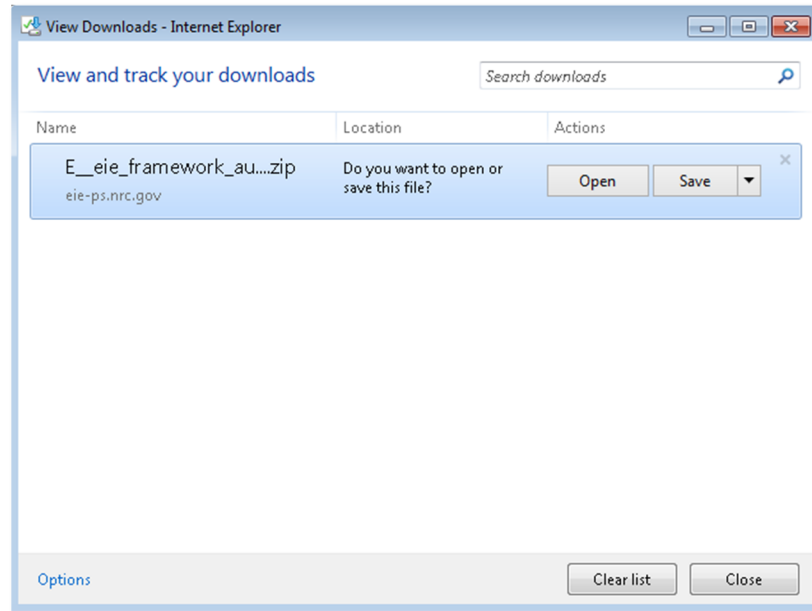 View Downloads - Internet Explorer
View and track your downloads
Search downloads
Name Location Actions
E__eie_framework_au....zip
eie-ps.nrc.gov
Do you want to open or
save this file?
Open Save
Options Clear list Close